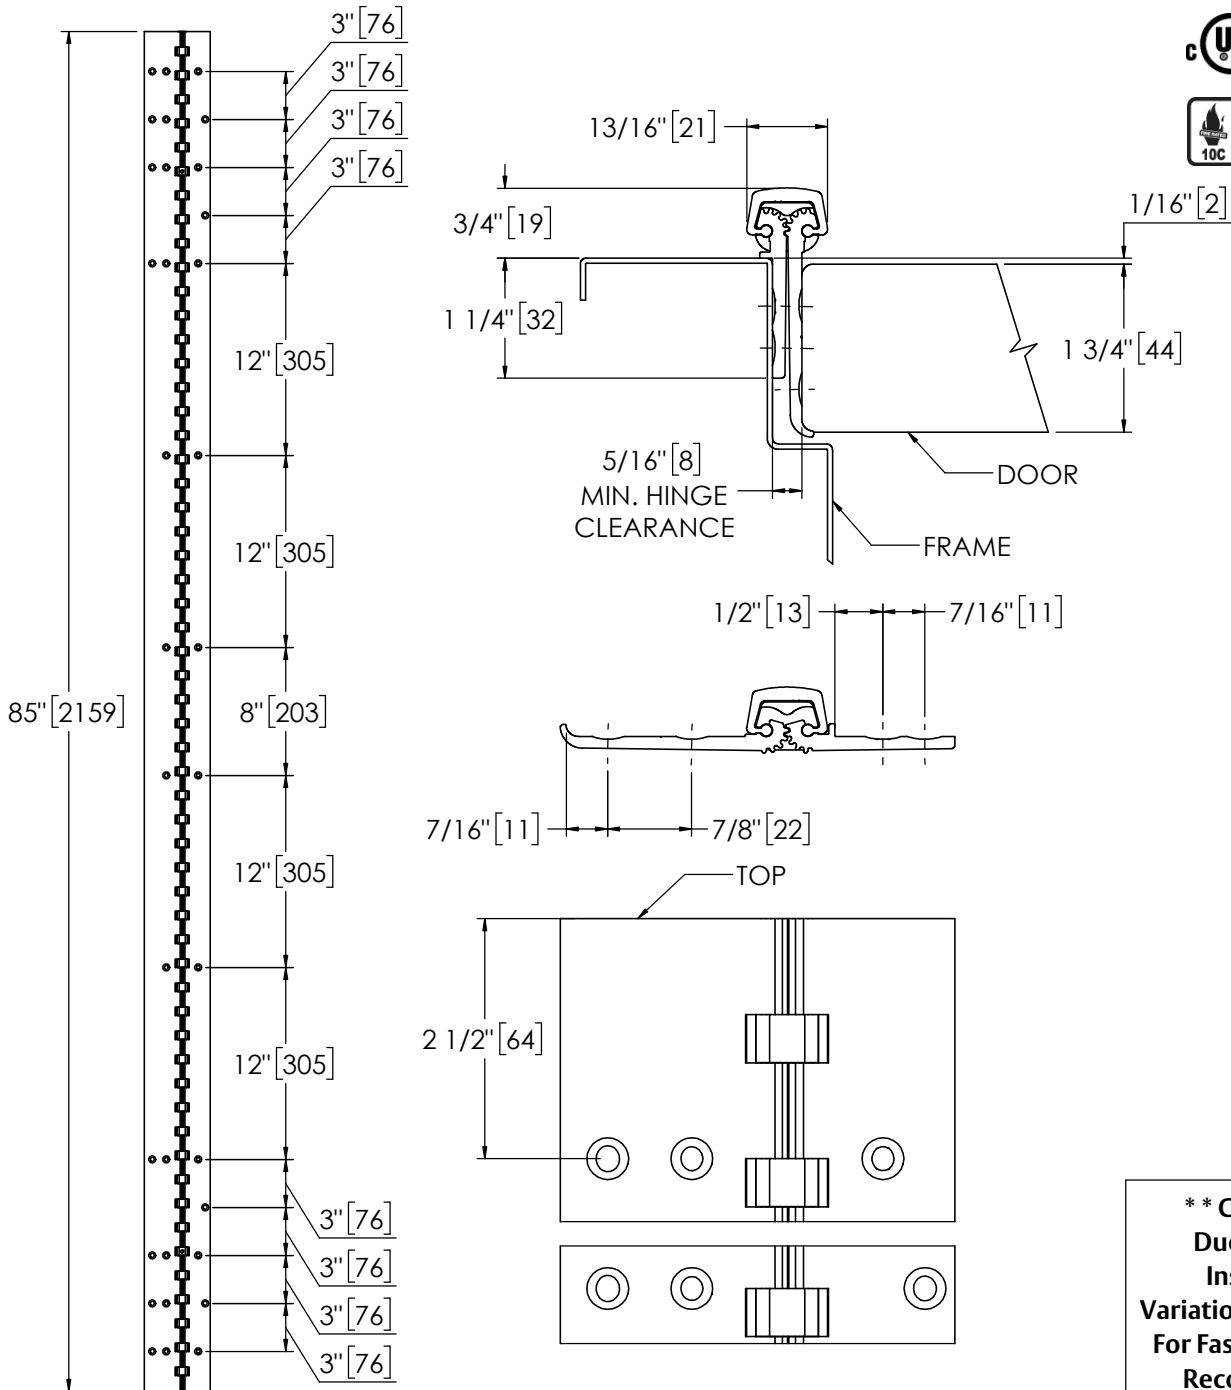 3" [76]
3" [76]
3" [76]
3" [76]
12" [305]
12" [305]
85" [2159]
8" [203]
12" [305]
12" [305]
3" [76]
3" [76]
3" [76]
3" [76]
13/16" [21]
3/4" [19]
1 1/4" [32]
1/16" [2]
1 3/4" [44]
5/16" [8]
MIN. HINGE
CLEARANCE
DOOR
FRAME
1/2" [13]
7/16" [11]
7/16" [11]
7/8" [22]
TOP
2 1/2" [64]
C U
FIRE RATED
10C
Variatio
For Fas